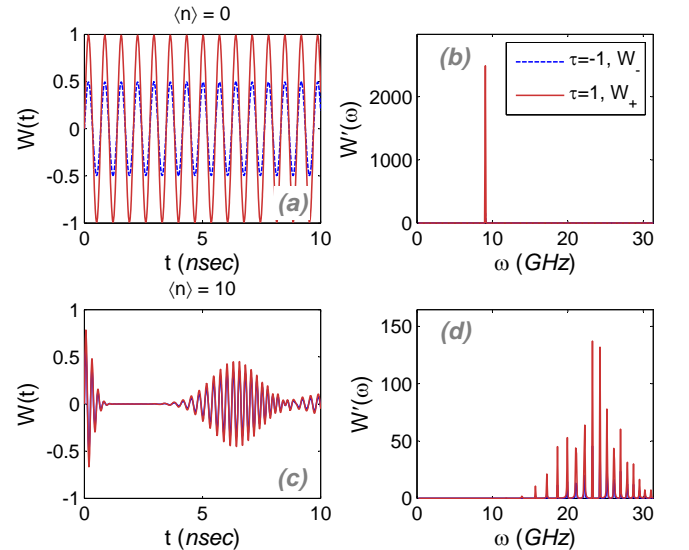 ⟨n⟩ = 0
1
0.5
0
-0.5
-1
W(t)
0
5
10
t (nsec)
(a)
(b)
τ=-1, W_-
τ=1, W_+
2000
1000
0
W'(ω)
0
10
20
30
ω (GHz)
⟨n⟩ = 10
1
0.5
0
-0.5
-1
W(t)
0
5
10
t (nsec)
(c)
(d)
150
100
50
0
W'(ω)
0
10
20
30
ω (GHz)